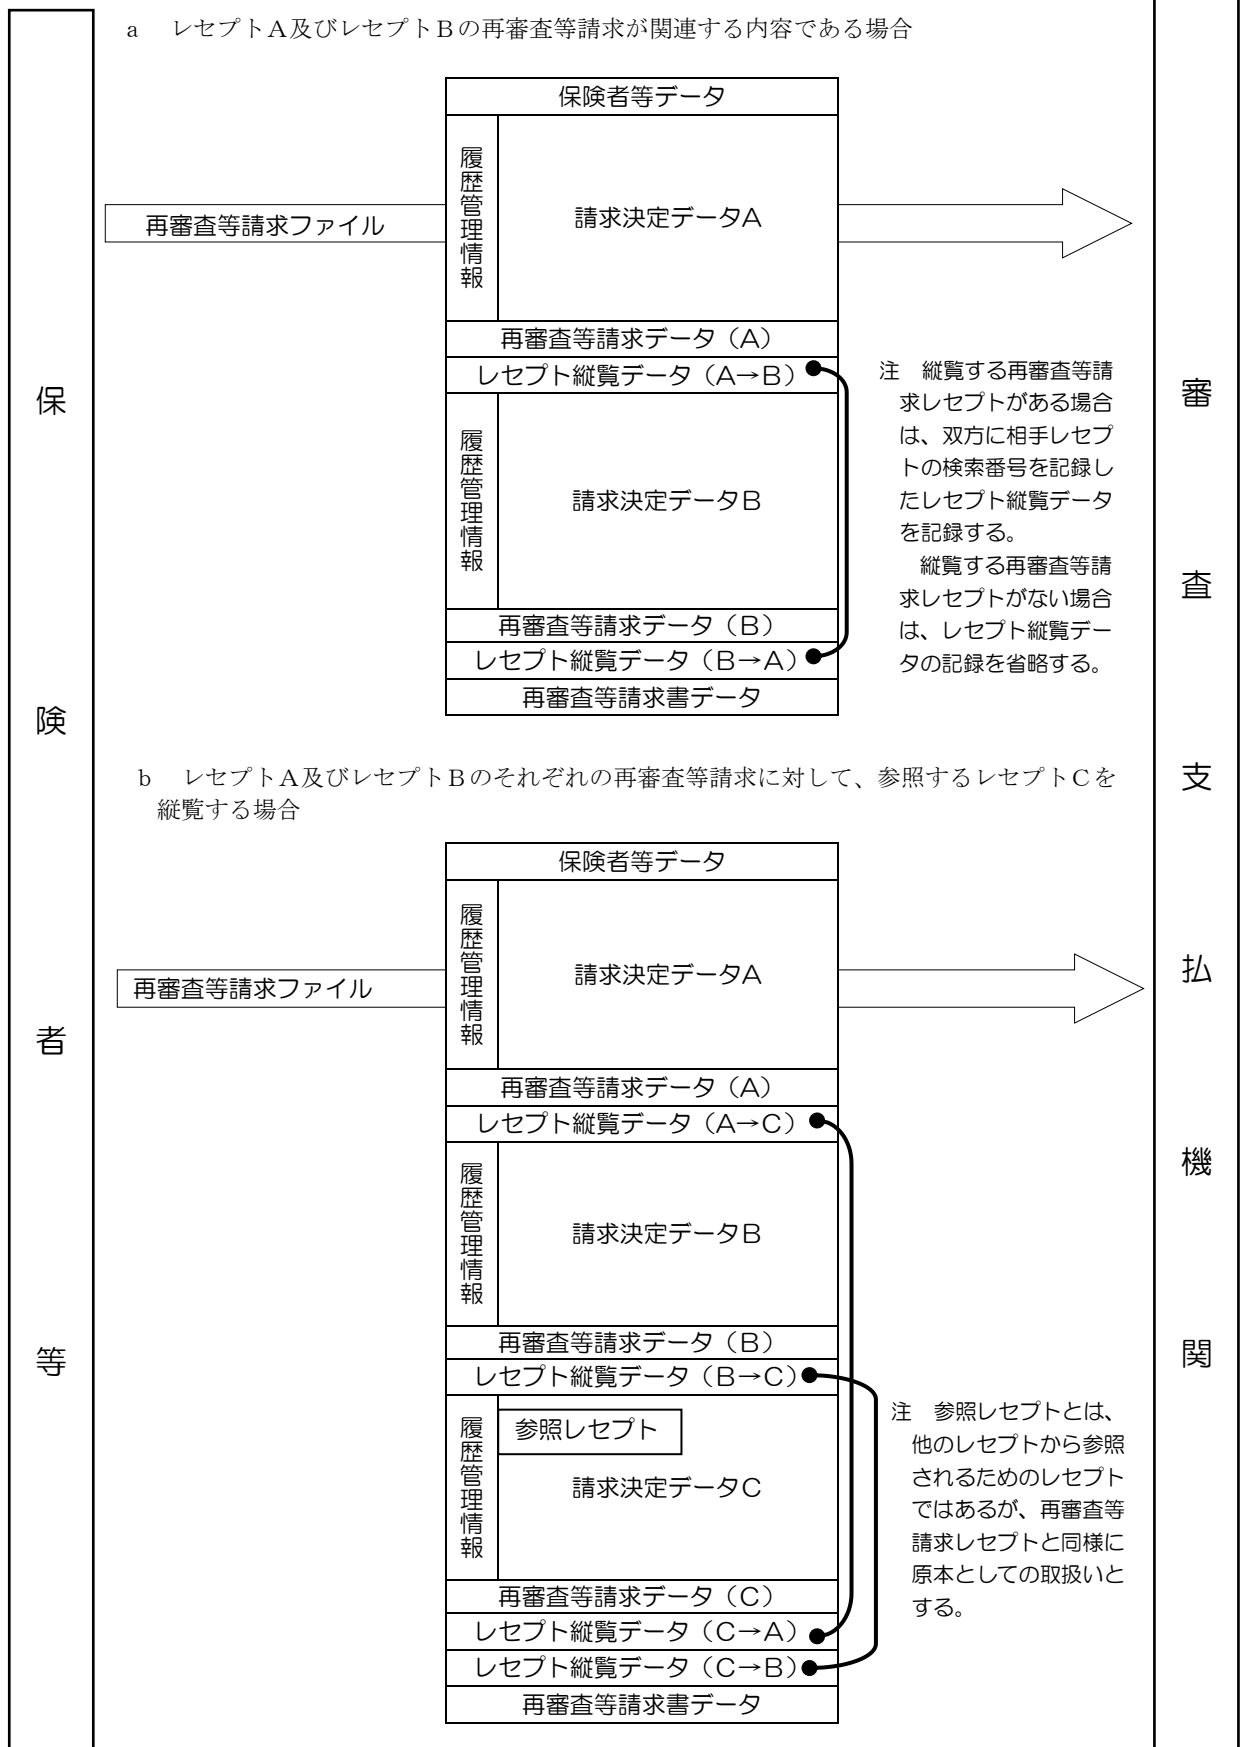 a　レセプトA及びレセプトBの再審査等請求が関連する内容である場合
保険者等
再審査等請求ファイル
保険者等データ
履歴管理情報
請求決定データA
再審査等請求データ（A）
レセプト縦覧データ（A→B）
履歴管理情報
請求決定データB
再審査等請求データ（B）
レセプト縦覧データ（B→A）
再審査等請求書データ
注　縦覧する再審査等請
求レセプトがある場合
は、双方に相手レセプ
トの検索番号を記録し
たレセプト縦覧データ
を記録する。
縦覧する再審査等請
求レセプトがない場合
は、レセプト縦覧デー
タの記録を省略する。
審査支払機関
b　レセプトA及びレセプトBのそれぞれの再審査等請求に対して、参照するレセプトCを
縦覧する場合
再審査等請求ファイル
保険者等データ
履歴管理情報
請求決定データA
再審査等請求データ（A）
レセプト縦覧データ（A→C）
履歴管理情報
請求決定データB
再審査等請求データ（B）
レセプト縦覧データ（B→C）
履歴管理情報
参照レセプト
請求決定データC
再審査等請求データ（C）
レセプト縦覧データ（C→A）
レセプト縦覧データ（C→B）
再審査等請求書データ
注　参照レセプトとは、
他のレセプトから参照
されるためのレセプト
ではあるが、再審査等
請求レセプトと同様に
原本としての取扱いと
する。